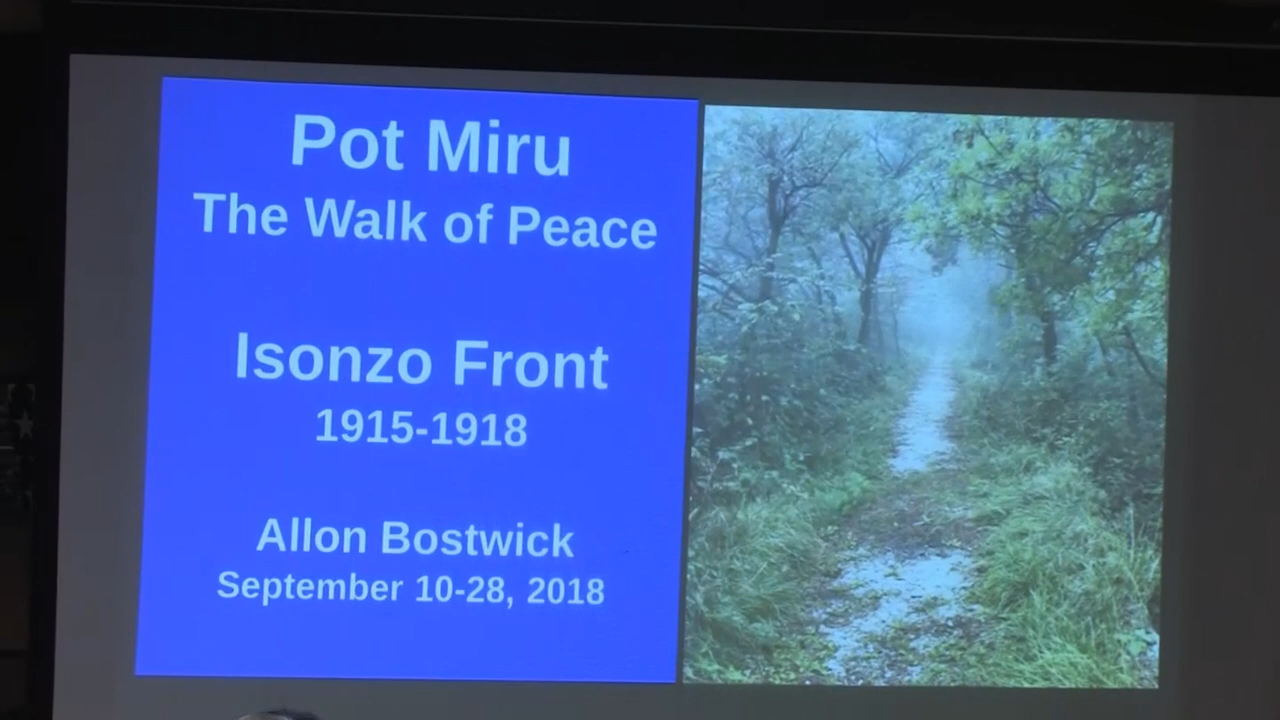 Pot Miru
The Walk of Peace
Isonzo Front
1915-1918
Allon Bostwick
September 10-28, 2018